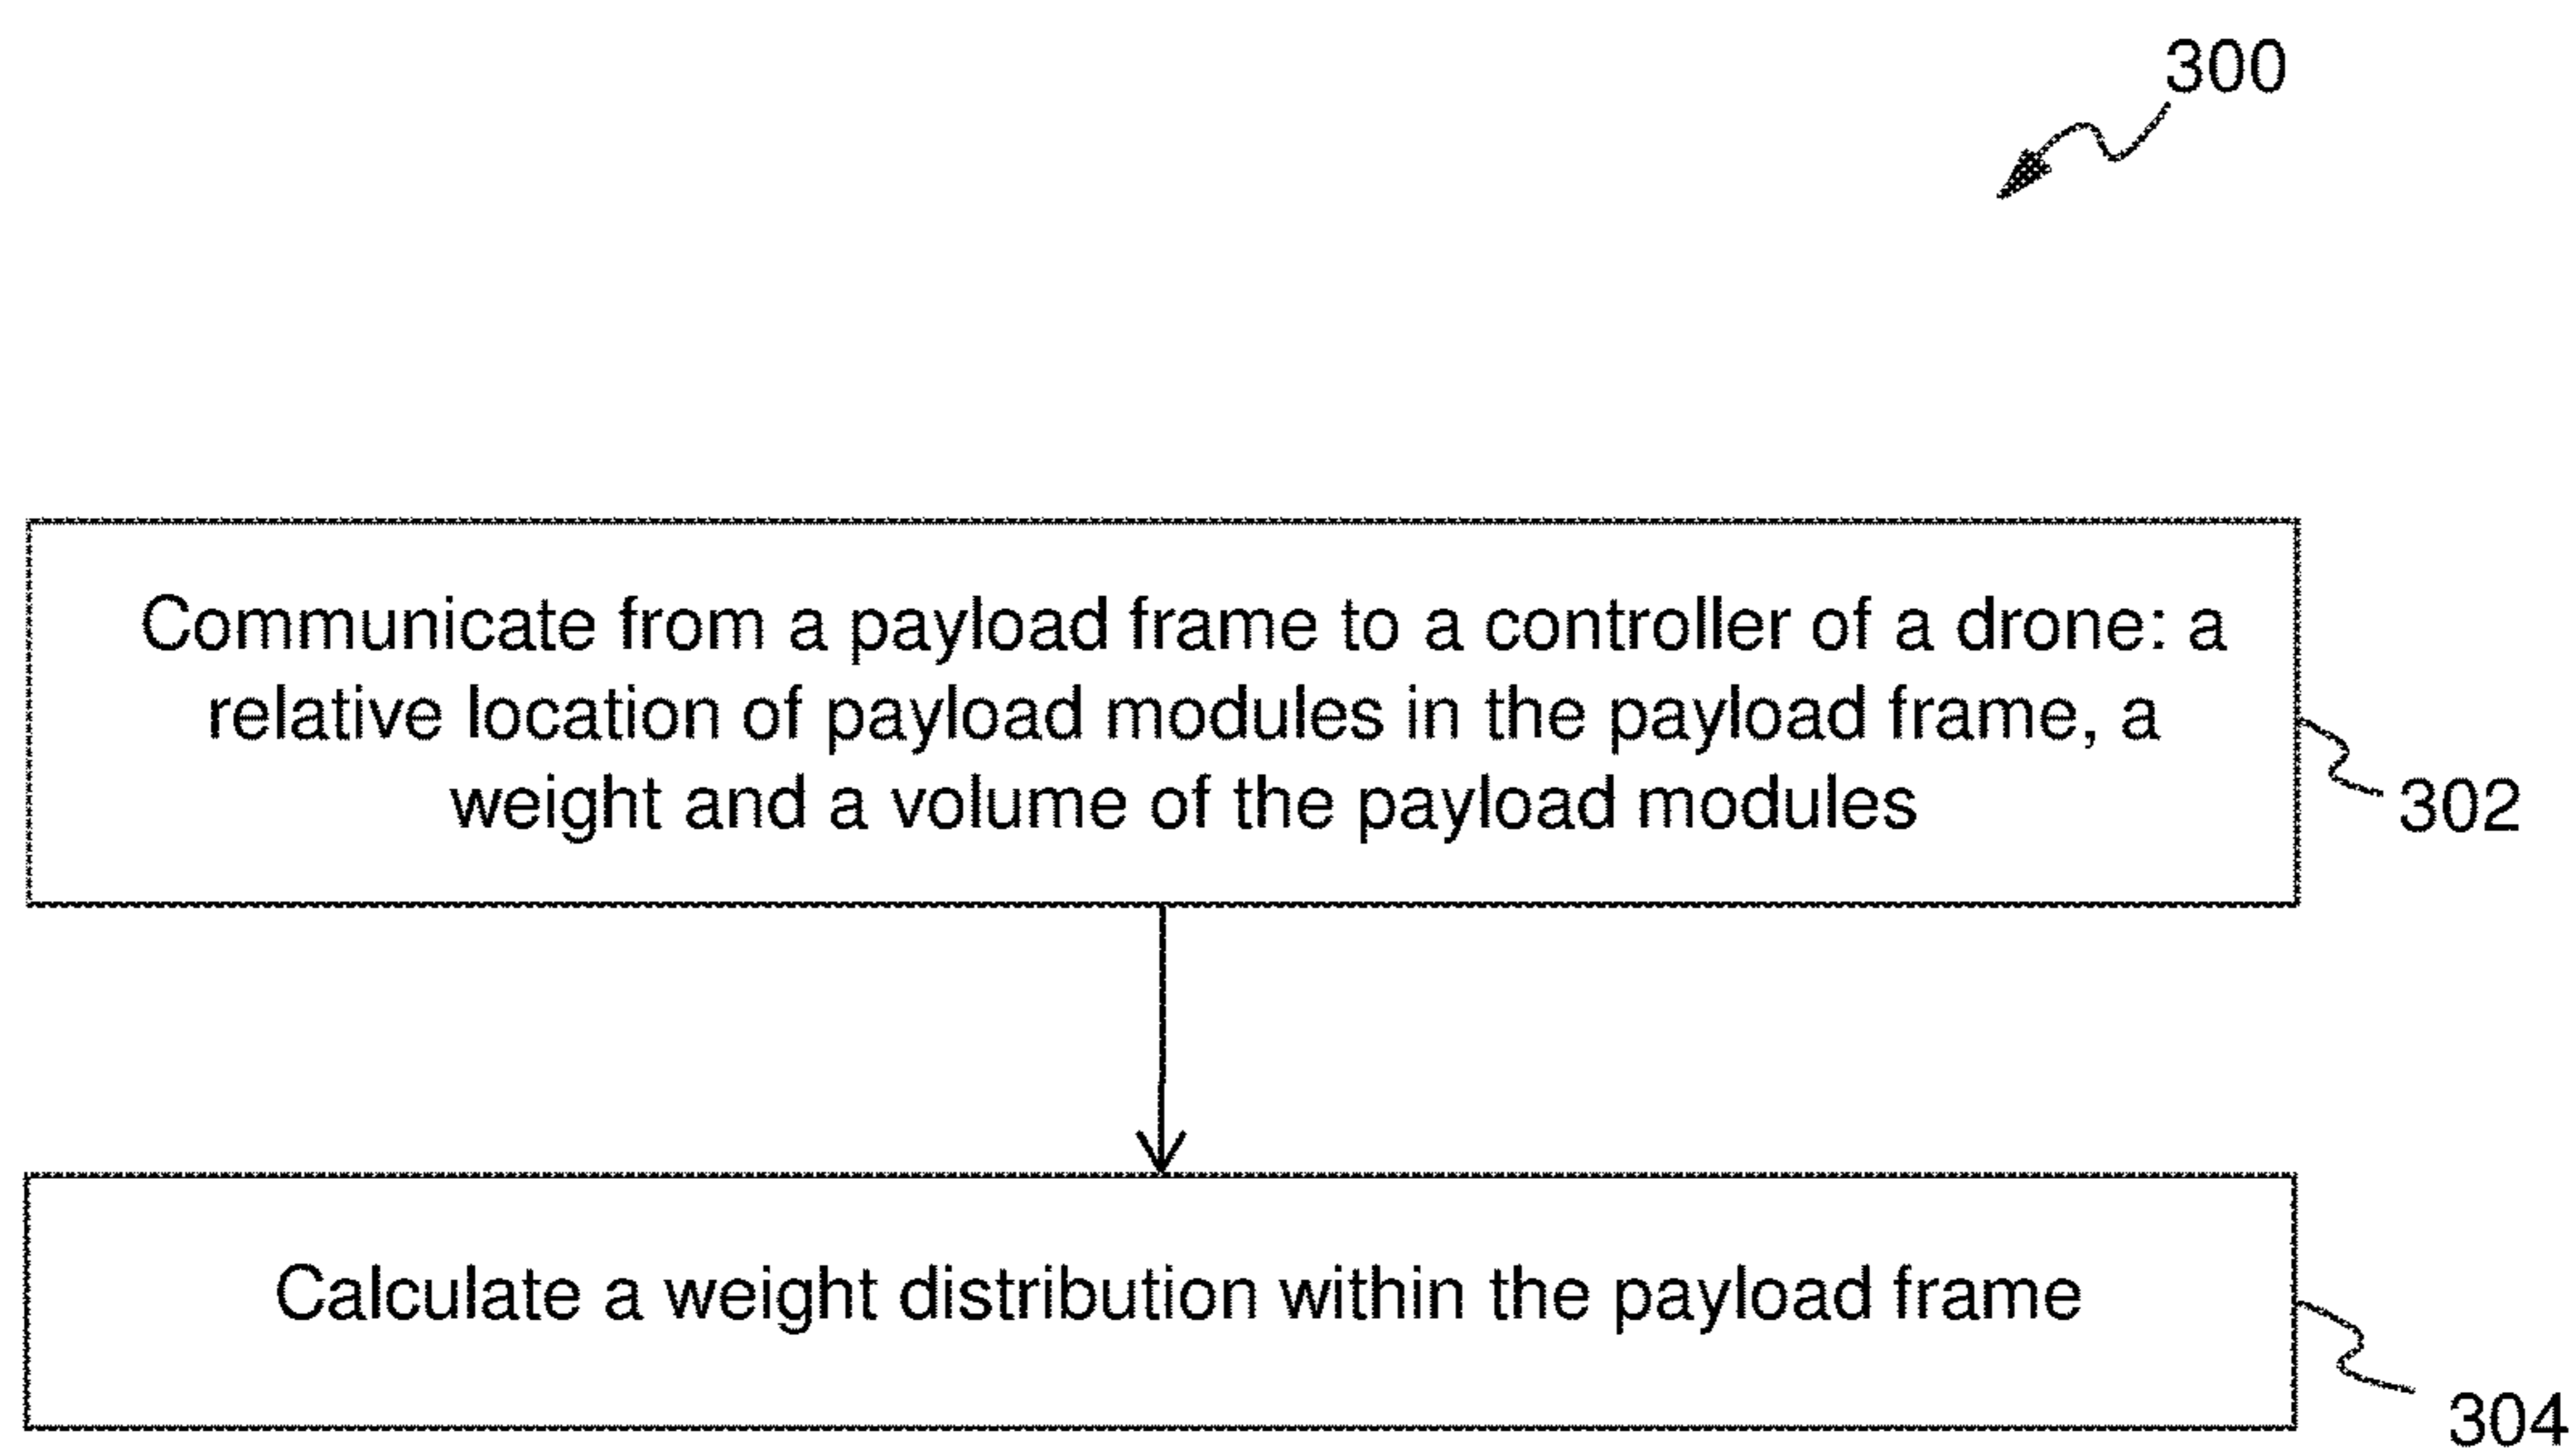 300
Communicate from a payload frame to a controller of a drone: a
relative location of payload modules in the payload frame, a
weight and a volume of the payload modules
302
Calculate a weight distribution within the payload frame
304